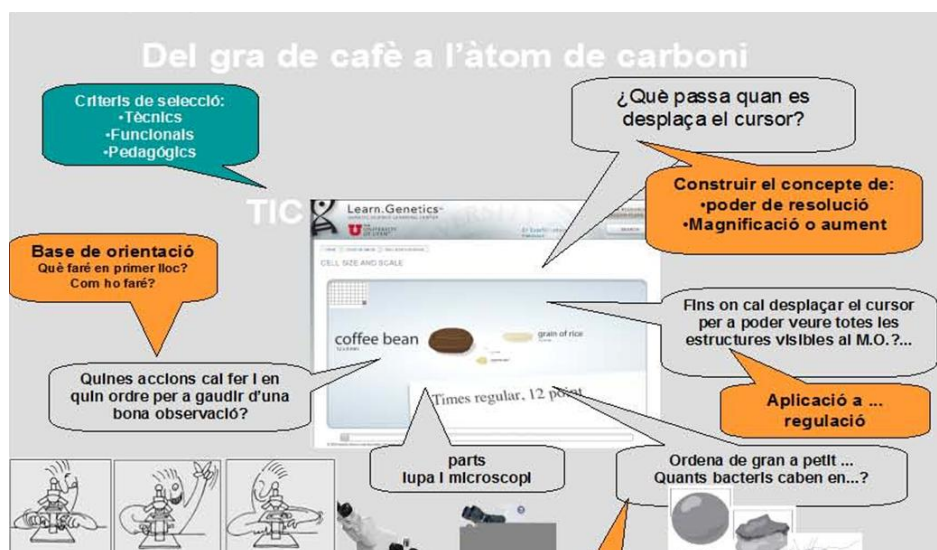 Del gra de cafè a l'àtom de carboni
Criteris de selecció:
•Tècnics
•Funcionals
•Pedagógics
¿Què passa quan es
desplaça el cursor?
Construir el concepte de:
•poder de resolució
•Magnificació o aument
TIC
Learn.Genetics
CELL SIZE AND SCALE
Base de orientació
Què faré en primer lloc?
Com ho faré?
coffee bean
grain of rice
Fins on cal desplaçar el cursor
per a poder veure totes les
estructures visibles al M.O.?...
Quines accions cal fer i en
quin ordre per a gaudir d'una
bona observació?
Times regular, 12 point
Aplicació a ...
regulació
parts
lupa i microscopi
Ordena de gran a petit ...
Quants bacteris caben en...?